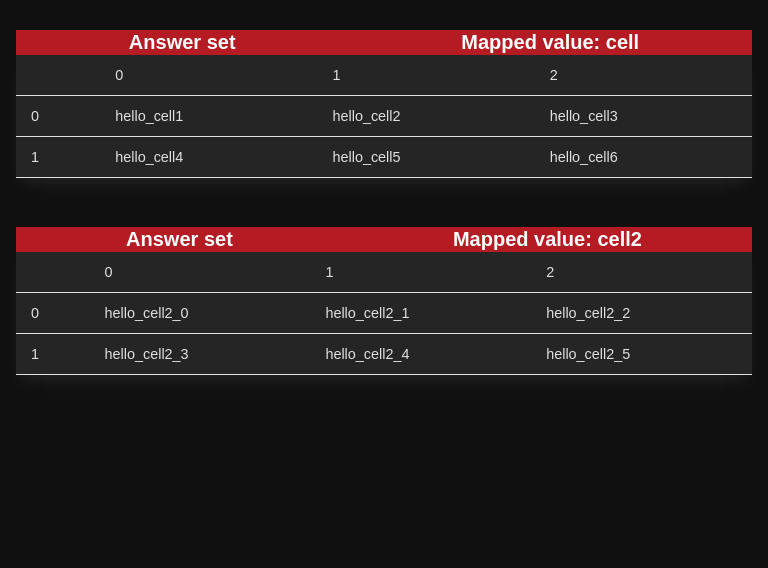 Answer set Mapped value: cell
0 1 2
0 hello_cell1 hello_cell2 hello_cell3
1 hello_cell4 hello_cell5 hello_cell6
Answer set Mapped value: cell2
0 1 2
0 hello_cell2_0 hello_cell2_1 hello_cell2_2
1 hello_cell2_3 hello_cell2_4 hello_cell2_5